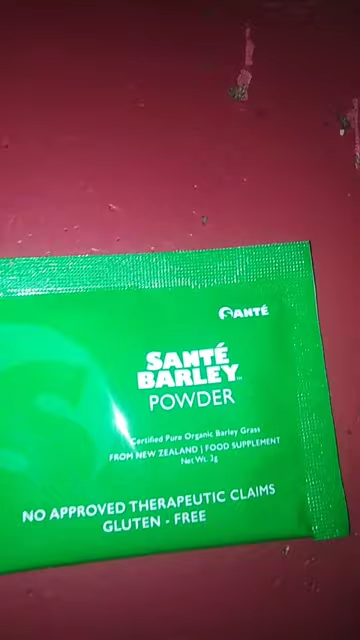 SANTÉ
SANTÉ
BARLEY™
POWDER
Certified Pure Organic Barley Grass
FROM NEW ZEALAND | FOOD SUPPLEMENT
Net Wt. 3g
NO APPROVED THERAPEUTIC CLAIMS
GLUTEN - FREE